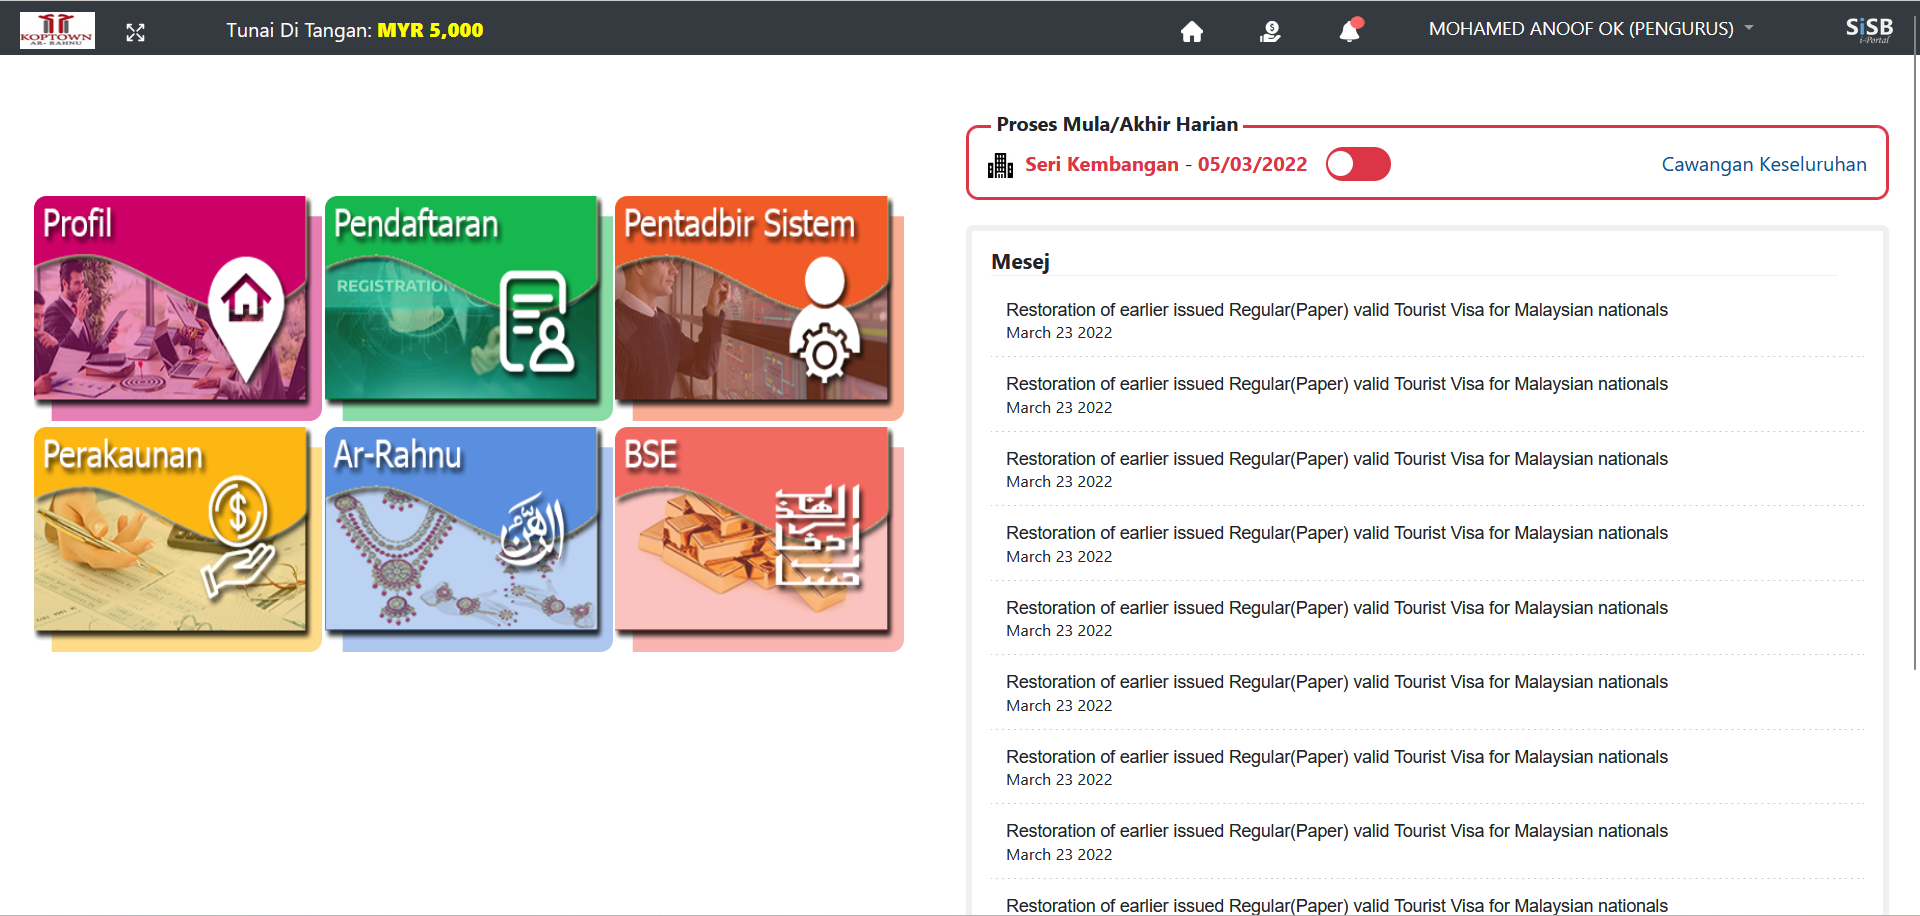 KOPTOWN
AR- RAHNU
Tunai Di Tangan: MYR 5,000
MOHAMED ANOOF OK (PENGURUS)
SiSB
i-Portal
Profil
Pendaftaran
REGISTRATION
Pentadbir Sistem
Perakaunan
Ar-Rahnu
الرهن
BSE
Proses Mula/Akhir Harian
Seri Kembangan - 05/03/2022
Cawangan Keseluruhan
Mesej
Restoration of earlier issued Regular(Paper) valid Tourist Visa for Malaysian nationals
March 23 2022
Restoration of earlier issued Regular(Paper) valid Tourist Visa for Malaysian nationals
March 23 2022
Restoration of earlier issued Regular(Paper) valid Tourist Visa for Malaysian nationals
March 23 2022
Restoration of earlier issued Regular(Paper) valid Tourist Visa for Malaysian nationals
March 23 2022
Restoration of earlier issued Regular(Paper) valid Tourist Visa for Malaysian nationals
March 23 2022
Restoration of earlier issued Regular(Paper) valid Tourist Visa for Malaysian nationals
March 23 2022
Restoration of earlier issued Regular(Paper) valid Tourist Visa for Malaysian nationals
March 23 2022
Restoration of earlier issued Regular(Paper) valid Tourist Visa for Malaysian nationals
March 23 2022
Restoration of earlier issued Regular(Paper) valid Tourist Visa for Malaysian nationals